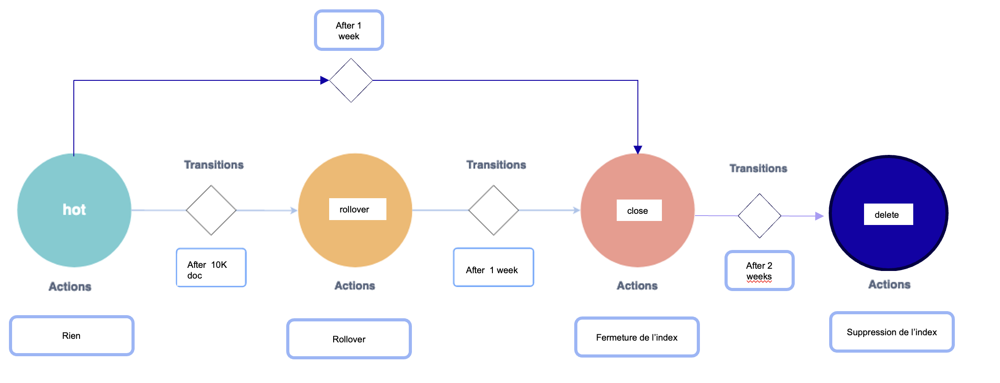 After 1
week
Transitions
Transitions
Transitions
hot
rollover
close
delete
After  10K
doc
After  1 week
After 2
weeks
Actions
Actions
Actions
Actions
Rien
Rollover
Fermeture de l’index
Suppression de l’index